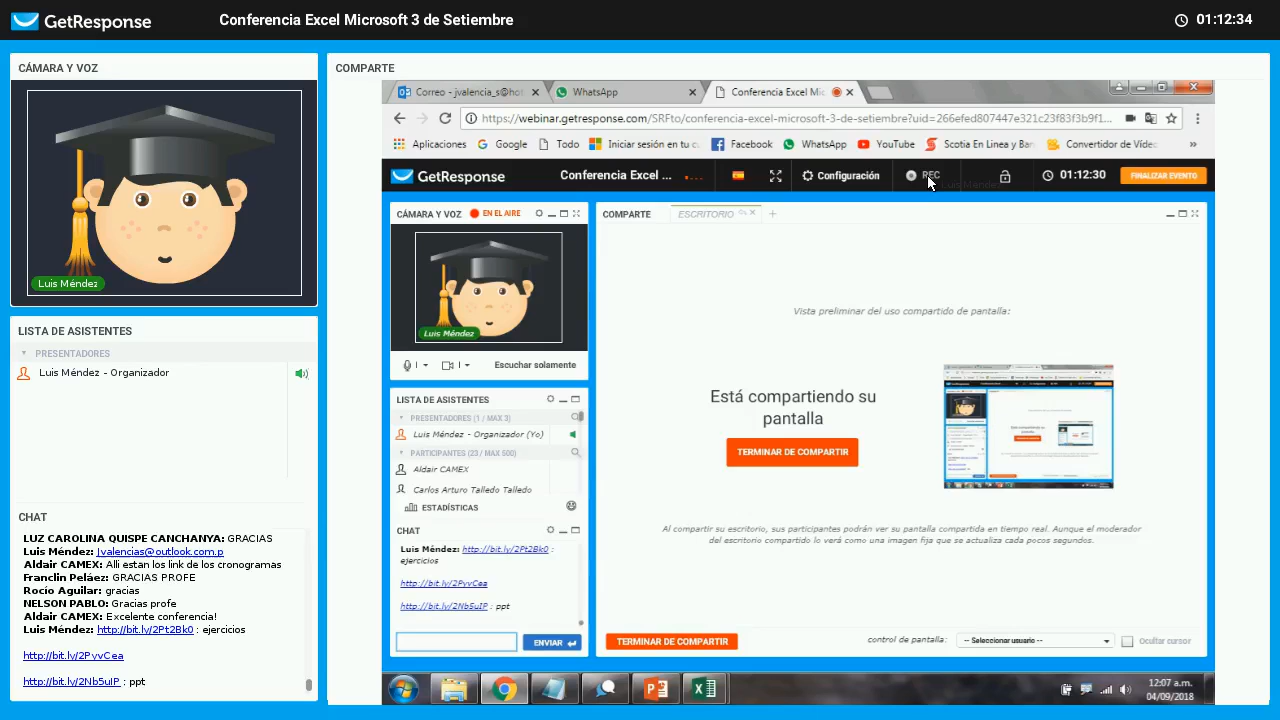 GetResponse
Conferencia Excel Microsoft 3 de Setiembre
01:12:34
CÁMARA Y VOZ
Luis Méndez
LISTA DE ASISTENTES
PRESENTADORES
Luis Méndez - Organizador
CHAT
LUZ CAROLINA QUISPE CANCHANYA: GRACIAS
Luis Méndez: Jvalencias@outlook.com.p
Aldair CAMEX: Alli estan los link de los cronogramas
Franclin Peláez: GRACIAS PROFE
Rocío Aguilar: gracias
NELSON PABLO: Gracias profe
Aldair CAMEX: Excelente conferencia!
Luis Méndez: http://bit.ly/2Pt2Bk0 : ejercicios
http://bit.ly/2PyvCea
http://bit.ly/2Nb5uIP : ppt
COMPARTE
Correo - jvalencia_s@hot
WhatsApp
Conferencia Excel Mic
https://webinar.getresponse.com/SRFto/conferencia-excel-microsoft-3-de-setiembre?uid=266efed807447e321c23f83f3b9f1...
Aplicaciones
Google
Todo
Iniciar sesión en tu c
Facebook
WhatsApp
YouTube
Scotia En Linea y Ban
Convertidor de Vídeo
»
GetResponse
Conferencia Excel ...
Configuración
REC
Luis Méndez
01:12:30
FINALIZAR EVENTO
CÁMARA Y VOZ
EN EL AIRE
Luis Méndez
Escuchar solamente
LISTA DE ASISTENTES
PRESENTADORES (1 / MAX 3)
Luis Méndez - Organizador (Yo)
PARTICIPANTES (23 / MAX 500)
Aldair CAMEX
Carlos Arturo Talledo Talledo
ESTADÍSTICAS
CHAT
Luis Méndez: http://bit.ly/2Pt2Bk0 :
ejercicios
http://bit.ly/2PyvCea
http://bit.ly/2Nb5uIP : ppt
ENVIAR
COMPARTE
ESCRITORIO
Vista preliminar del uso compartido de pantalla:
Está compartiendo su
pantalla
TERMINAR DE COMPARTIR
Al compartir su escritorio, sus participantes podrán ver su pantalla compartida en tiempo real. Aunque el moderador
del escritorio compartido lo verá como una imagen fija que se actualiza cada pocos segundos.
TERMINAR DE COMPARTIR
control de pantalla:
-- Seleccionar usuario --
Ocultar cursor
12:07 a.m.
04/09/2018